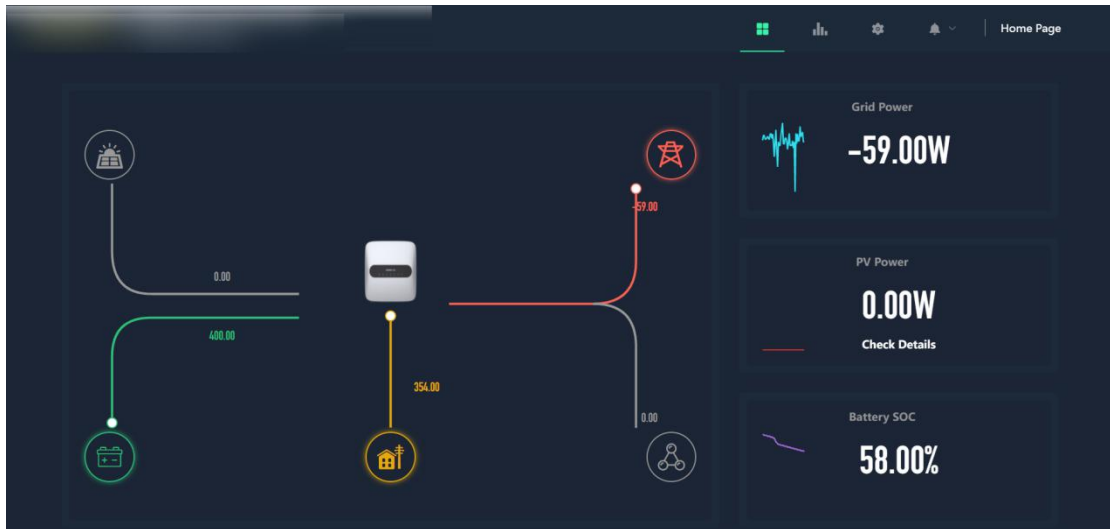 Home Page
Grid Power
-59.00W
-59.00
PV Power
0.00
0.00W
400.00
Check Details
354.00
0.00
Battery SOC
58.00%